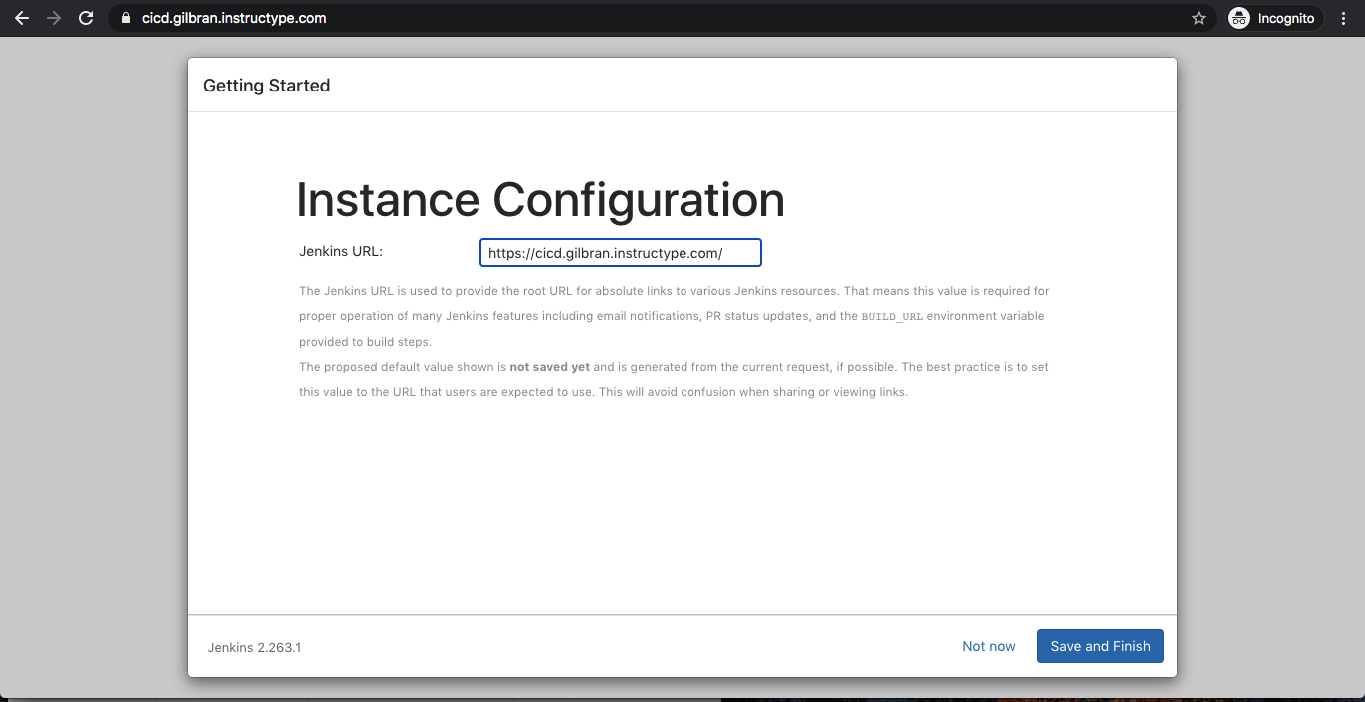 cicd.gilbran.instructype.com
Incognito
Getting Started
Instance Configuration
Jenkins URL:
https://cicd.gilbran.instructype.com/
The Jenkins URL is used to provide the root URL for absolute links to various Jenkins resources. That means this value is required for
proper operation of many Jenkins features including email notifications, PR status updates, and the BUILD_URL environment variable
provided to build steps.
The proposed default value shown is not saved yet and is generated from the current request, if possible. The best practice is to set
this value to the URL that users are expected to use. This will avoid confusion when sharing or viewing links.
Jenkins 2.263.1
Not now
Save and Finish